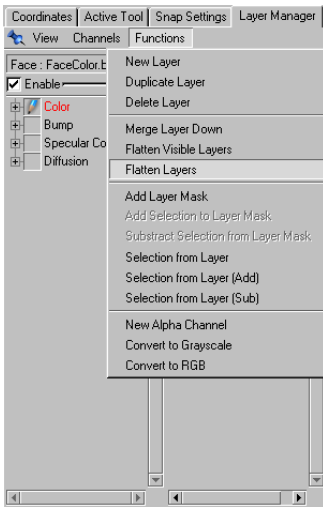 Coordinates Active Tool Snap Settings Layer Manager
View Channels Functions
Face : FaceColor.b
Enable
Color
Bump
Specular Co
Diffusion
New Layer
Duplicate Layer
Delete Layer
Merge Layer Down
Flatten Visible Layers
Flatten Layers
Add Layer Mask
Add Selection to Layer Mask
Substract Selection from Layer Mask
Selection from Layer
Selection from Layer (Add)
Selection from Layer (Sub)
New Alpha Channel
Convert to Grayscale
Convert to RGB